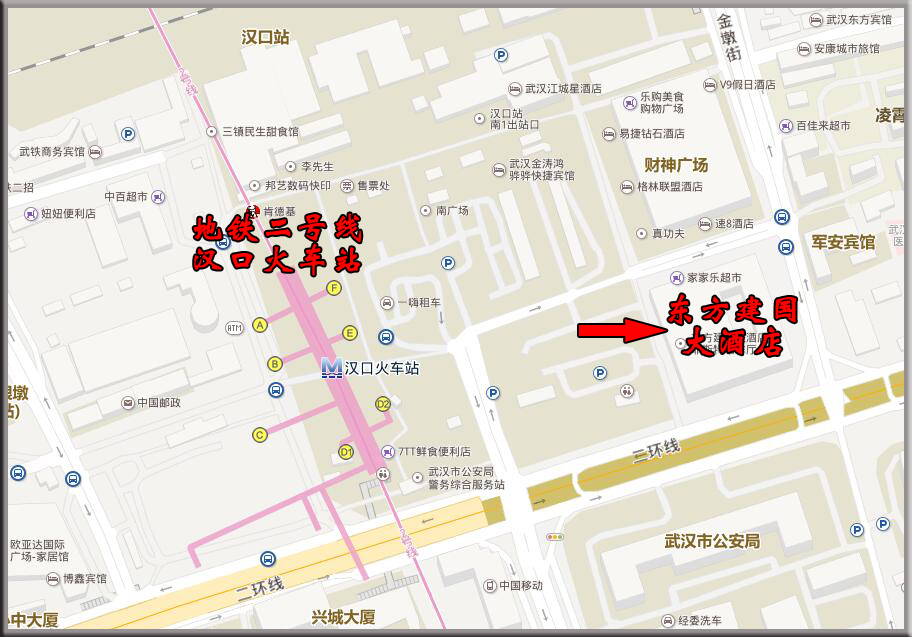 汉口站
金墩街
武汉东方宾馆
安康城市旅馆
P
2号线
武汉江城星酒店
V9假日酒店
乐购美食
购物广场
百佳来超市
凌霄
汉口站
南1出站口
P
三镇民生甜食馆
易捷钻石酒店
武铁商务宾馆
李先生
武汉金涛鸿
骅骅快捷宾馆
财神广场
铁二招
中百超市
邦艺数码快印
售票处
格林联盟酒店
妞妞便利店
肯德基
南广场
速8酒店
真功夫
地铁二号线
汉口火车站
军安宾馆
P
家家乐超市
F
一嗨租车
东方建国
大酒店
ATM
A
E
B
汉口火车站
P
P
中国邮政
D2
C
D1
7TT鲜食便利店
二环线
武汉市公安局
警务综合服务站
2号线
P
P
欧亚达国际
广场-家居馆
武汉市公安局
博鑫宾馆
二环线
中国移动
中大厦
兴城大厦
经委洗车